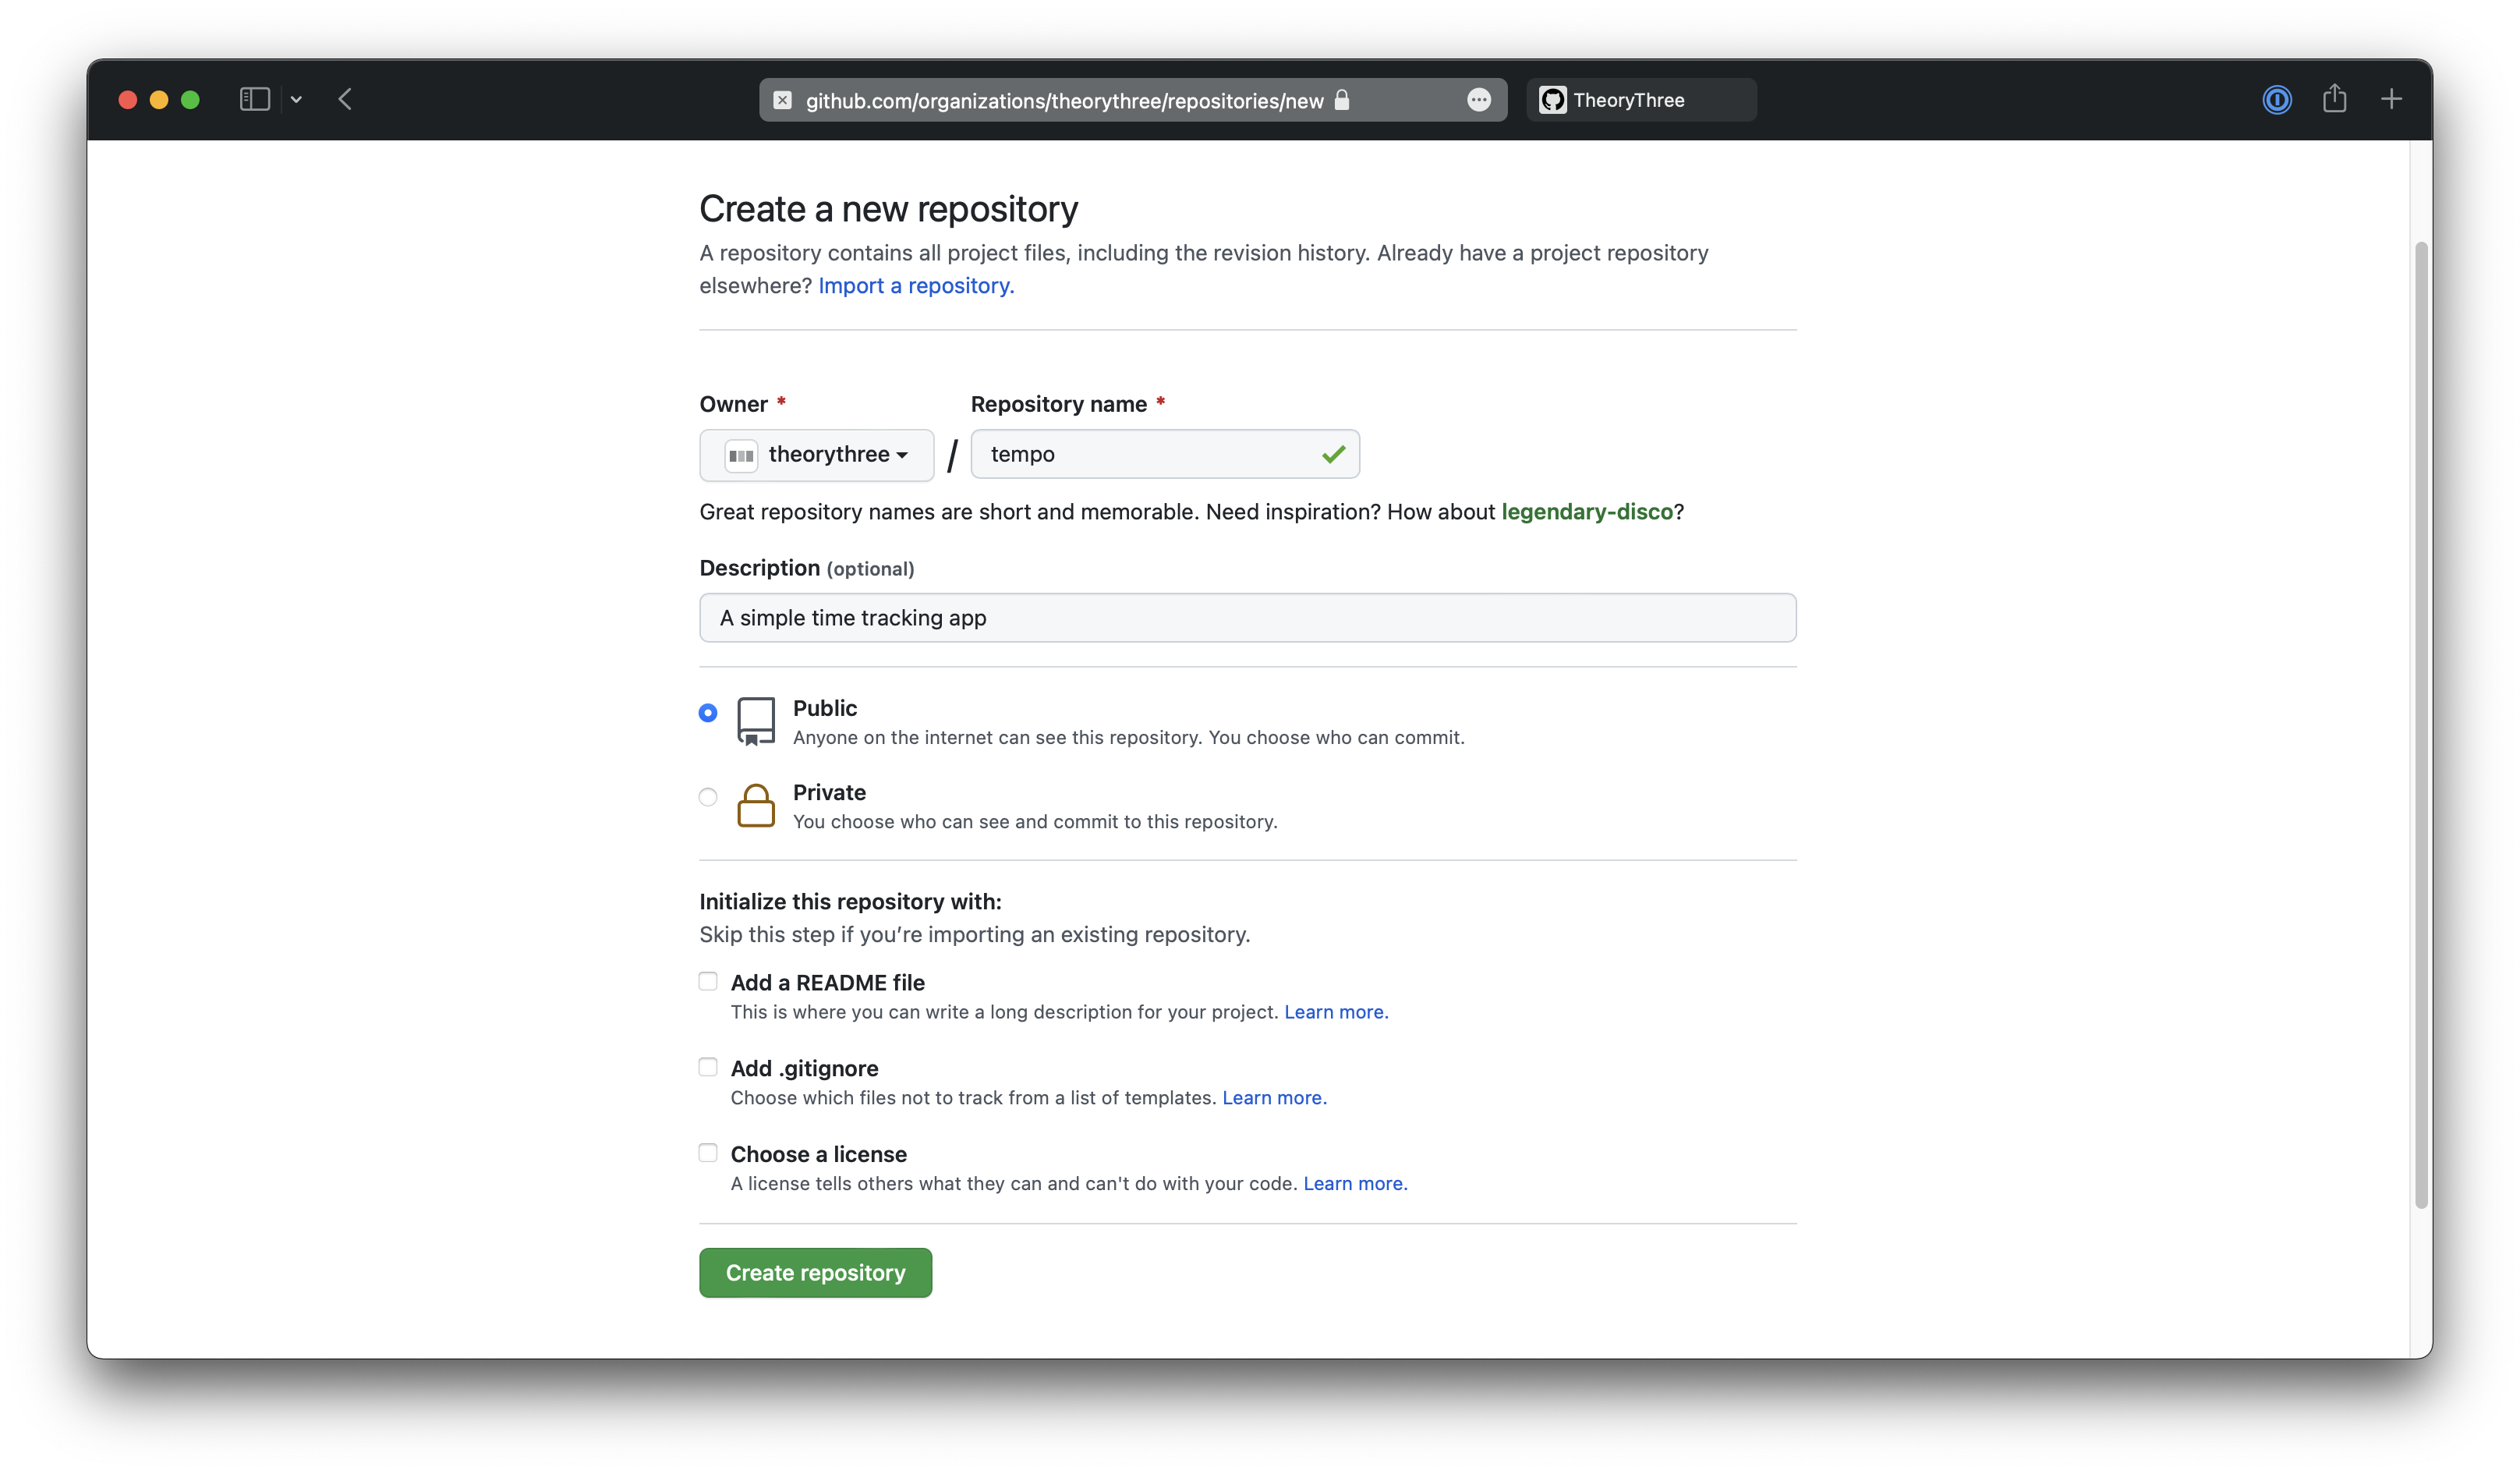 github.com/organizations/theorythree/repositories/new
TheoryThree
Create a new repository
A repository contains all project files, including the revision history. Already have a project repository
elsewhere? Import a repository.
Owner * Repository name *
theorythree / tempo
Great repository names are short and memorable. Need inspiration? How about legendary-disco?
Description (optional)
A simple time tracking app
Public
Anyone on the internet can see this repository. You choose who can commit.
Private
You choose who can see and commit to this repository.
Initialize this repository with:
Skip this step if you’re importing an existing repository.
Add a README file
This is where you can write a long description for your project. Learn more.
Add .gitignore
Choose which files not to track from a list of templates. Learn more.
Choose a license
A license tells others what they can and can't do with your code. Learn more.
Create repository